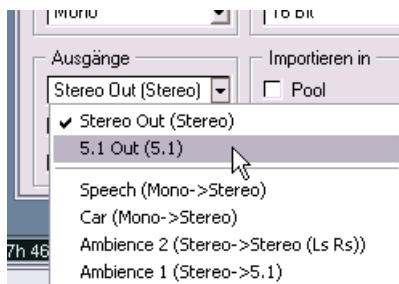 Mono 16 Bit
Ausgänge Importieren in
Stereo Out (Stereo) Pool
Stereo Out (Stereo)
5.1 Out (5.1)
Speech (Mono->Stereo)
Car (Mono->Stereo)
7h 46
Ambience 2 (Stereo->Stereo (Ls Rs))
Ambience 1 (Stereo->5.1)